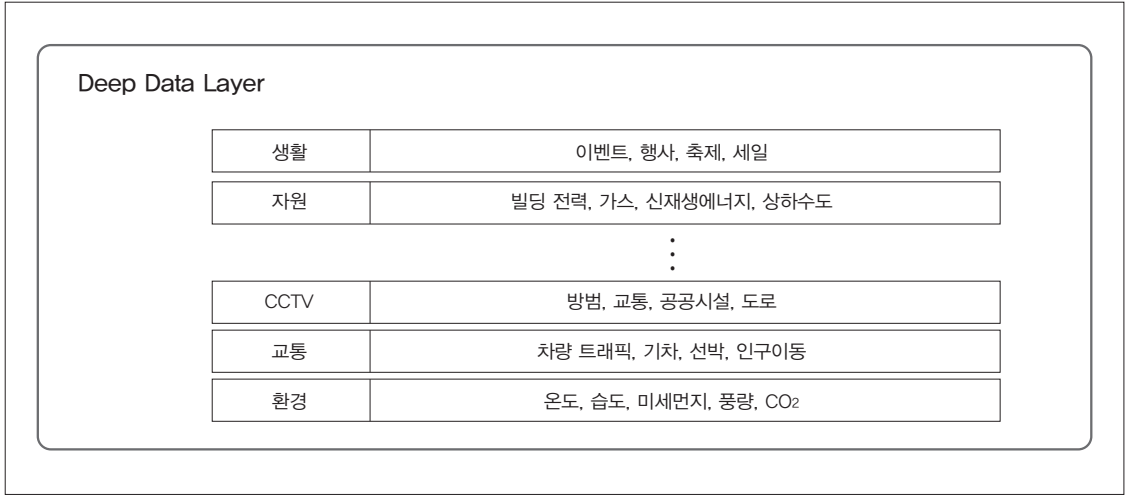 Deep Data Layer
생활 이벤트, 행사, 축제, 세일
자원 빌딩 전력, 가스, 신재생에너지, 상하수도
CCTV 방범, 교통, 공공시설, 도로
교통 차량 트래픽, 기차, 선박, 인구이동
환경 온도, 습도, 미세먼지, 풍량, CO2